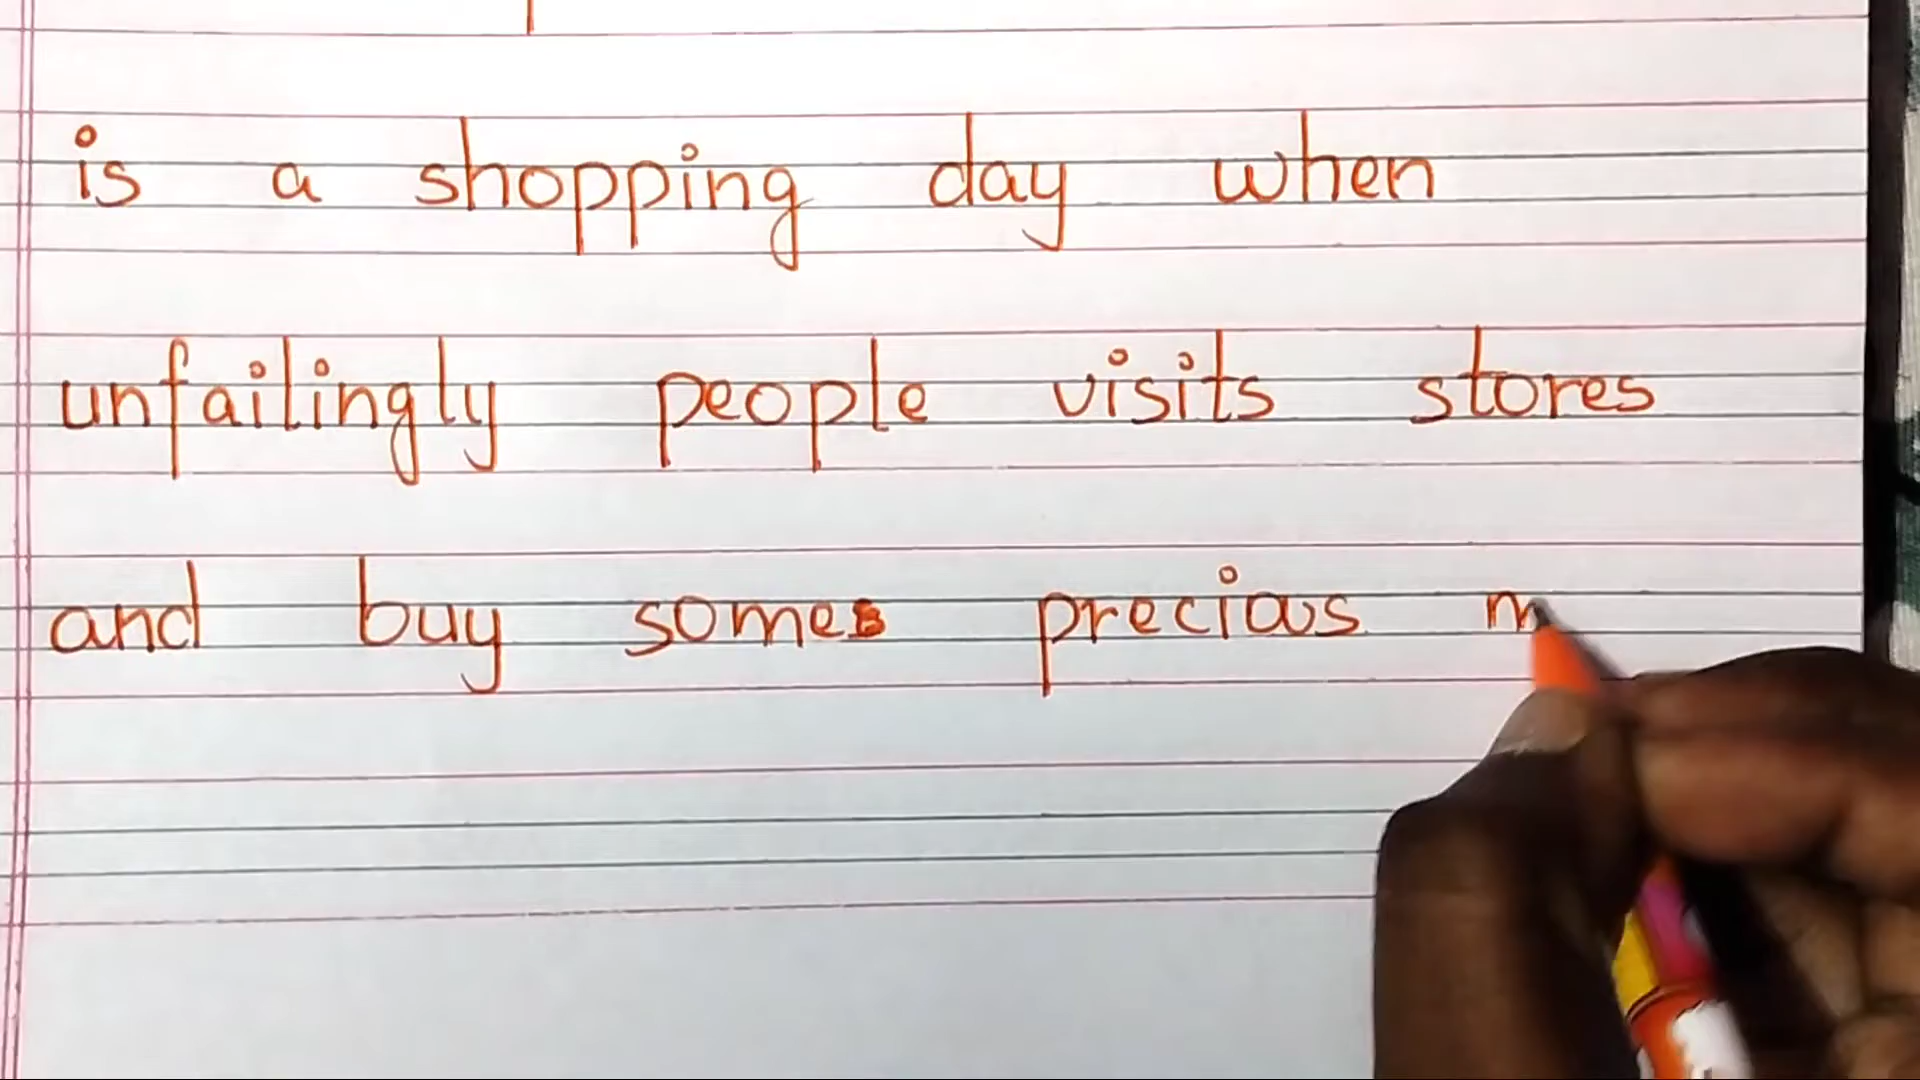 is a shopping day when
unfailingly people visits stores
and buy somes precious m